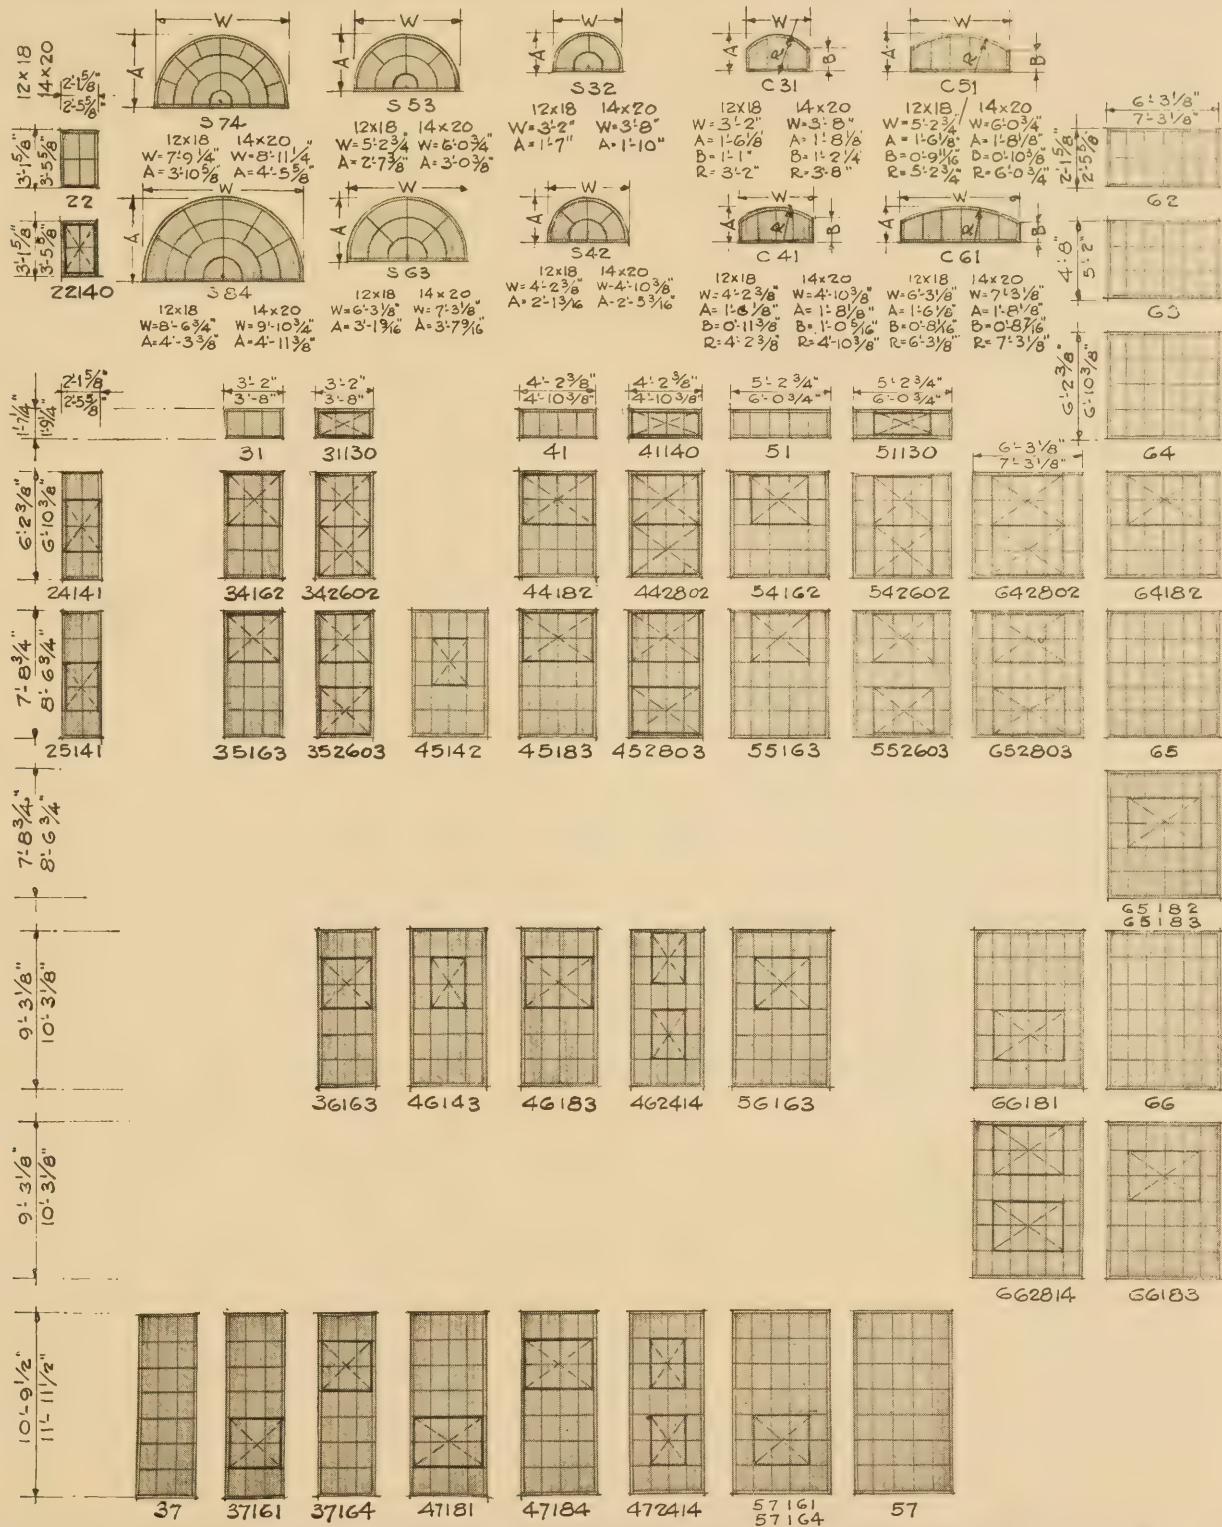 12x18
14x20
2'-1 5/8"
2'-5 5/8"
3'-1 5/8"
3'-5 5/8"
22
3'-1 5/8"
3'-5 5/8"
22140
W
A
S74
12x18 14x20
W=7'-9 1/4" W=8'-11 1/4"
A=3'-10 5/8" A=4'-5 5/8"
W
A
S53
12x18 14x20
W=5'-2 3/4" W=6'-0 3/4"
A=2'-7 3/8" A=3'-0 3/8"
W
A
S32
12x18 14x20
W=3'-2" W=3'-8"
A=1'-7" A=1'-10"
W
A
R
B
C31
12x18 14x20
W=3'-2" W=3'-8"
A=1'-6 1/8" A=1'-8 1/8"
B=1'-1" B=1'-2 1/4"
R=3'-2" R=3'-8"
W
A
R
B
C51
12x18 14x20
W=5'-2 3/4" W=6'-0 3/4"
A=1'-6 1/8" A=1'-8 1/8"
B=0'-9 11/16" B=0'-10 3/8"
R=5'-2 3/4" R=6'-0 3/4"
6'-3 1/8"
7'-3 1/8"
2'-1 5/8"
2'-5 5/8"
62
W
A
S84
12x18 14x20
W=8'-6 3/4" W=9'-10 3/4"
A=4'-3 3/8" A=4'-11 3/8"
W
A
S63
12x18 14x20
W=6'-3 1/8" W=7'-3 1/8"
A=3'-1 9/16" A=3'-7 9/16"
W
A
S42
12x18 14x20
W=4'-2 3/8" W=4'-10 3/8"
A=2'-1 3/16 A=2'-5 3/16"
W
A
R
B
C41
12x18 14x20
W=4'-2 3/8" W=4'-10 3/8"
A=1'-6 1/8" A=1'-8 1/8"
B=0'-11 3/8" B=1'-0 5/16"
R=4'-2 3/8" R=4'-10 3/8"
W
A
R
B
C61
12x18 14x20
W=6'-3 1/8" W=7'-3 1/8"
A=1'-6 1/8" A=1'-8 1/8"
B=0'-8 1/16" B=0'-8 7/16"
R=6'-3 1/8" R=7'-3 1/8"
4'-8"
5'-2"
63
6'-2 3/8"
6'-10 3/8"
64
2'-1 5/8"
2'-5 5/8"
1'-7 1/4"
1'-9 1/4"
3'-2"
3'-8"
31
3'-2"
3'-8"
31130
4'-2 3/8"
4'-10 3/8"
41
4'-2 3/8"
4'-10 3/8"
41140
5'-2 3/4"
6'-0 3/4"
51
5'-2 3/4"
6'-0 3/4"
51130
6'-3 1/8"
7'-3 1/8"
6'-2 3/8"
6'-10 3/8"
24141 34162 342602 44182 442802 54162 542602 642802 64182
7'-8 3/4"
8'-6 3/4"
25141 35163 352603 45142 45183 452803 55163 552603 652803 65
7'-8 3/4"
8'-6 3/4"
65182
65183
9'-3 1/8"
10'-3 1/8"
36163 46143 46183 462414 56163 66181 66
9'-3 1/8"
10'-3 1/8"
662814 66183
10'-9 1/2"
11'-11 1/2"
37 37161 37164 47181 47184 472414 57161 57
57164